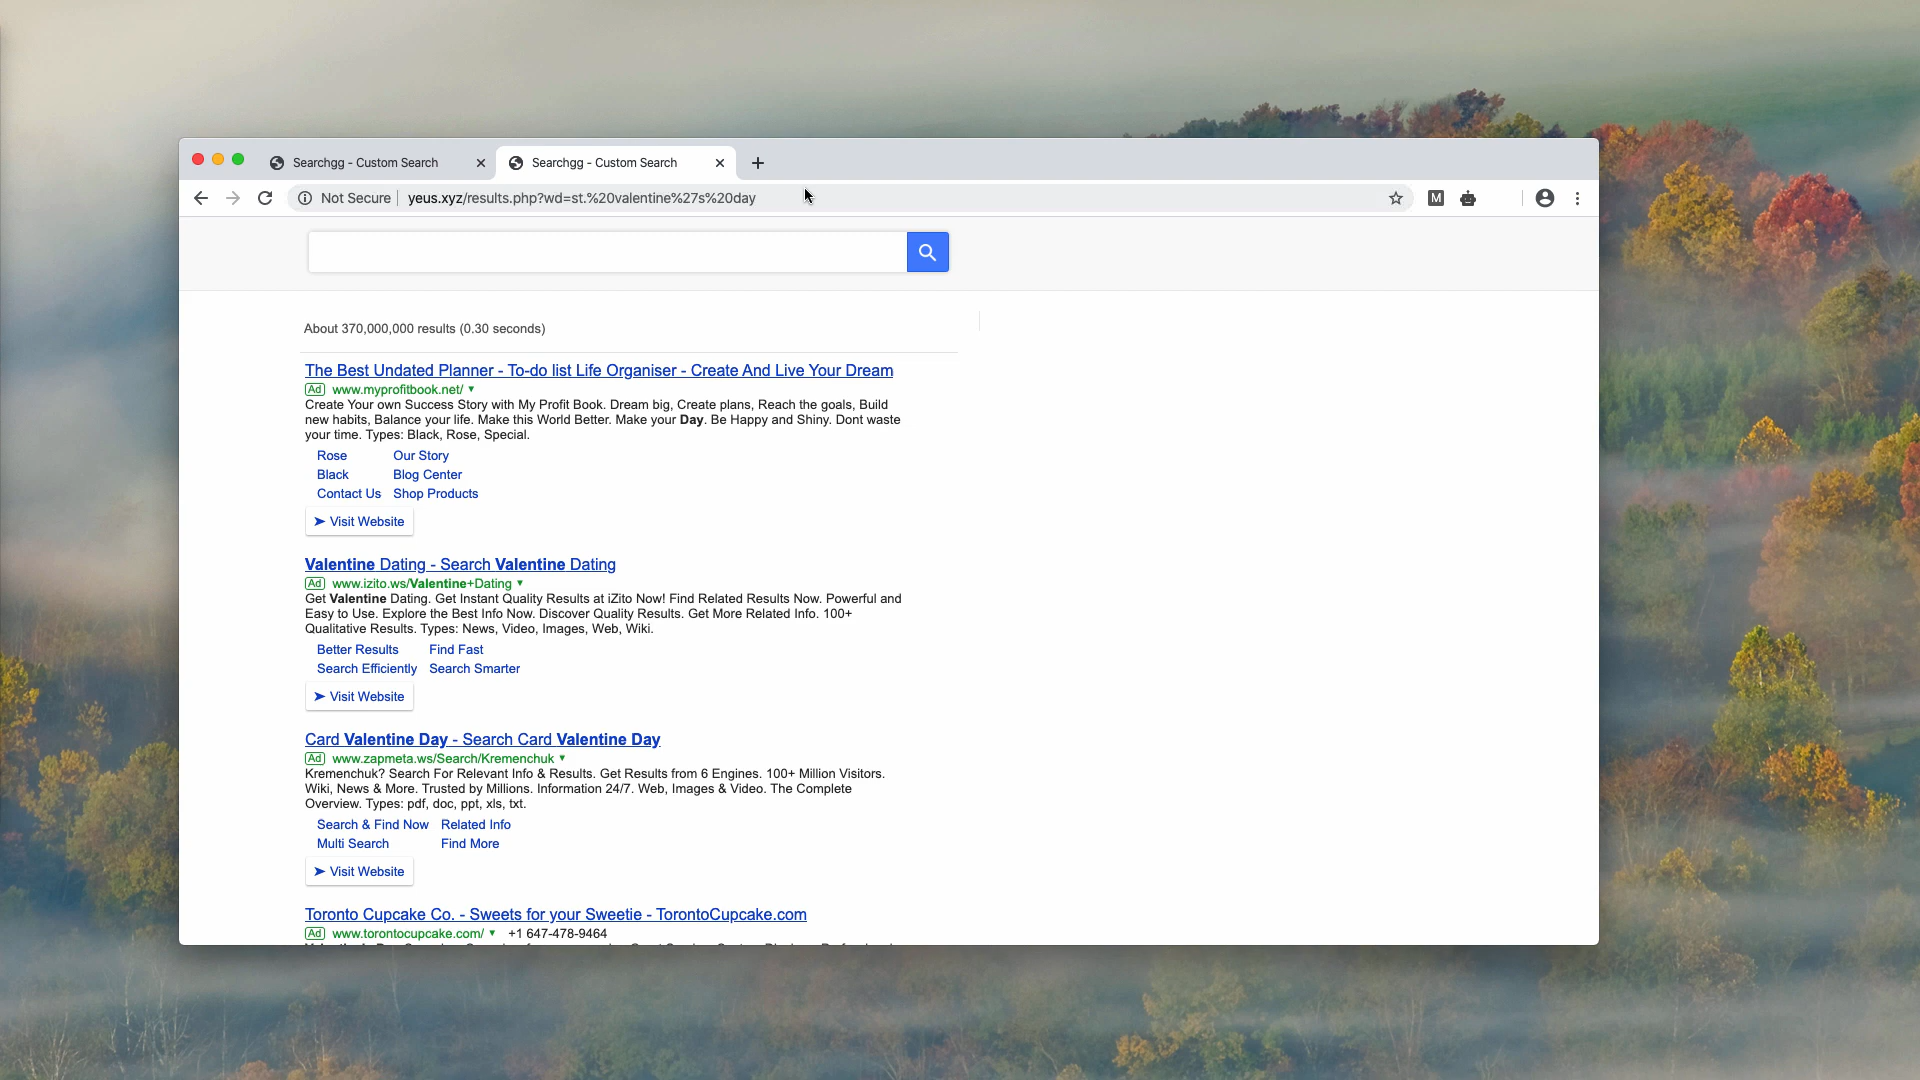 Searchgg - Custom Search
Searchgg - Custom Search
Not Secure yeus.xyz/results.php?wd=st.%20valentine%27s%20day
M
About 370,000,000 results (0.30 seconds)
The Best Undated Planner - To-do list Life Organiser - Create And Live Your Dream
Ad www.myprofitbook.net/
Create Your own Success Story with My Profit Book. Dream big, Create plans, Reach the goals, Build
new habits, Balance your life. Make this World Better. Make your Day. Be Happy and Shiny. Dont waste
your time. Types: Black, Rose, Special.
Rose Our Story
Black Blog Center
Contact Us Shop Products
Visit Website
Valentine Dating - Search Valentine Dating
Ad www.izito.ws/Valentine+Dating
Get Valentine Dating. Get Instant Quality Results at iZito Now! Find Related Results Now. Powerful and
Easy to Use. Explore the Best Info Now. Discover Quality Results. Get More Related Info. 100+
Qualitative Results. Types: News, Video, Images, Web, Wiki.
Better Results Find Fast
Search Efficiently Search Smarter
Visit Website
Card Valentine Day - Search Card Valentine Day
Ad www.zapmeta.ws/Search/Kremenchuk
Kremenchuk? Search For Relevant Info & Results. Get Results from 6 Engines. 100+ Million Visitors.
Wiki, News & More. Trusted by Millions. Information 24/7. Web, Images & Video. The Complete
Overview. Types: pdf, doc, ppt, xls, txt.
Search & Find Now Related Info
Multi Search Find More
Visit Website
Toronto Cupcake Co. - Sweets for your Sweetie - TorontoCupcake.com
Ad www.torontocupcake.com/ +1 647-478-9464